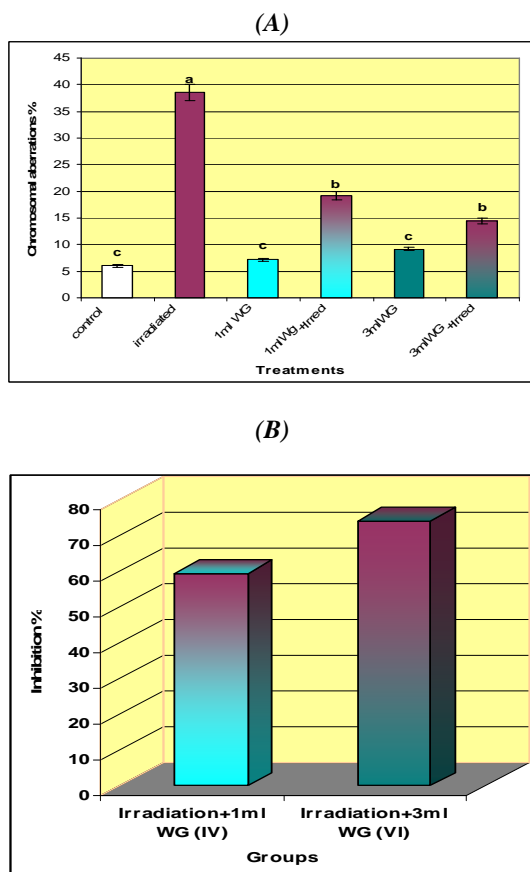 (A)
45
40
35
30
25
20
15
10
5
0
Chromosomal aberrations %
a
b
b
c
c
c
control
irradiated
1ml WG
1mlWg+Irred
3mlWG
3mlWG+Irred
Treatments
(B)
80
70
60
50
40
30
20
10
0
Inhibition %
Irradiation+1ml WG (IV)
Irradiation+3ml WG (VI)
Groups